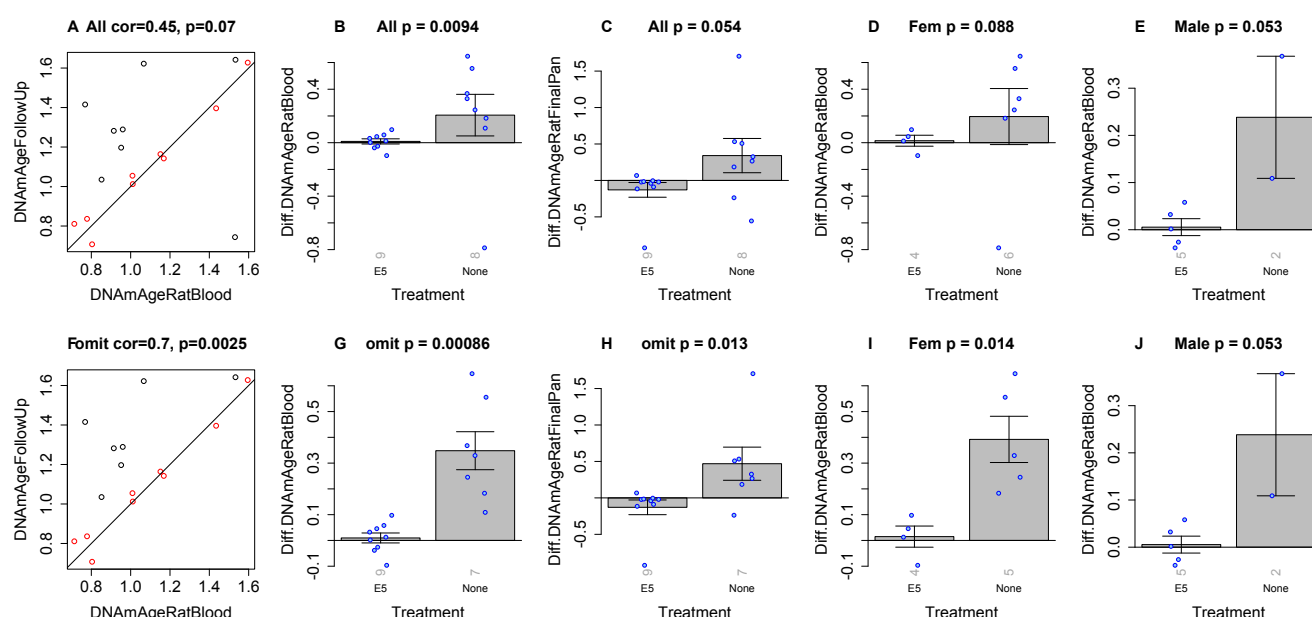 A All cor=0.45, p=0.07
DNAmAgeFollowUp
0.8 1.0 1.2 1.4 1.6
0.8 1.0 1.2 1.4 1.6
DNAmAgeRatBlood
B All p = 0.0094
Diff.DNAmAgeRatBlood
-0.8 -0.4 0.0 0.4
9 8
E5 None
Treatment
C All p = 0.054
Diff.DNAmAgeRatFinalPan
-0.5 0.5 1.0 1.5
9 8
E5 None
Treatment
D Fem p = 0.088
Diff.DNAmAgeRatBlood
-0.8 -0.4 0.0 0.4
4 6
E5 None
Treatment
E Male p = 0.053
Diff.DNAmAgeRatBlood
0.0 0.1 0.2 0.3
5 2
E5 None
Treatment
Fomit cor=0.7, p=0.0025
DNAmAgeFollowUp
0.8 1.0 1.2 1.4 1.6
0.8 1.0 1.2 1.4 1.6
DNAmAgeRatBlood
G omit p = 0.00086
Diff.DNAmAgeRatBlood
-0.1 0.1 0.3 0.5
9 7
E5 None
Treatment
H omit p = 0.013
Diff.DNAmAgeRatFinalPan
-0.5 0.5 1.0 1.5
9 7
E5 None
Treatment
I Fem p = 0.014
Diff.DNAmAgeRatBlood
-0.1 0.1 0.3 0.5
4 5
E5 None
Treatment
J Male p = 0.053
Diff.DNAmAgeRatBlood
0.0 0.1 0.2 0.3
5 2
E5 None
Treatment